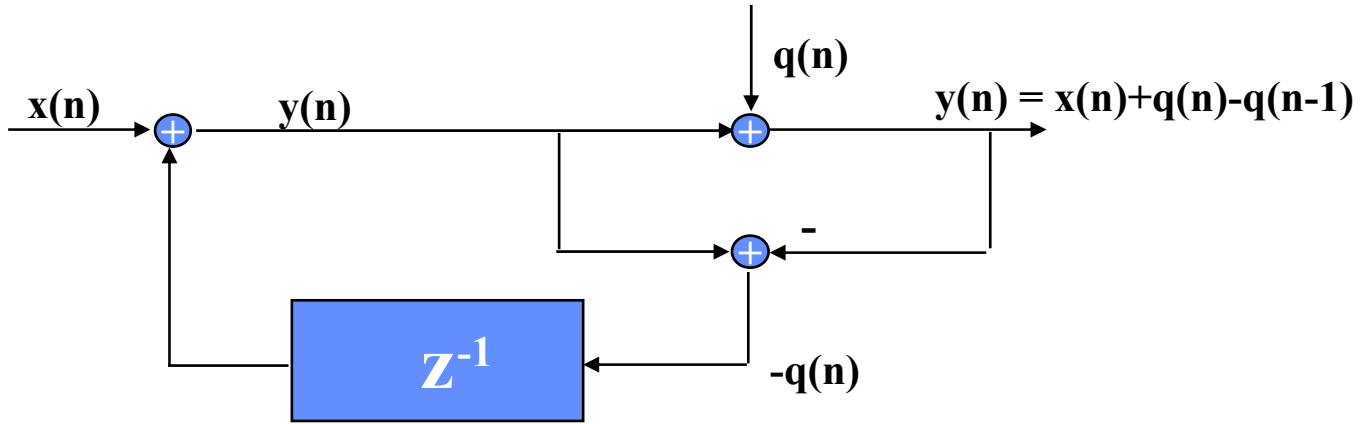 q(n)
x(n)
y(n)
y(n) = x(n)+q(n)-q(n-1)
+
+
+
-
z⁻¹
-q(n)